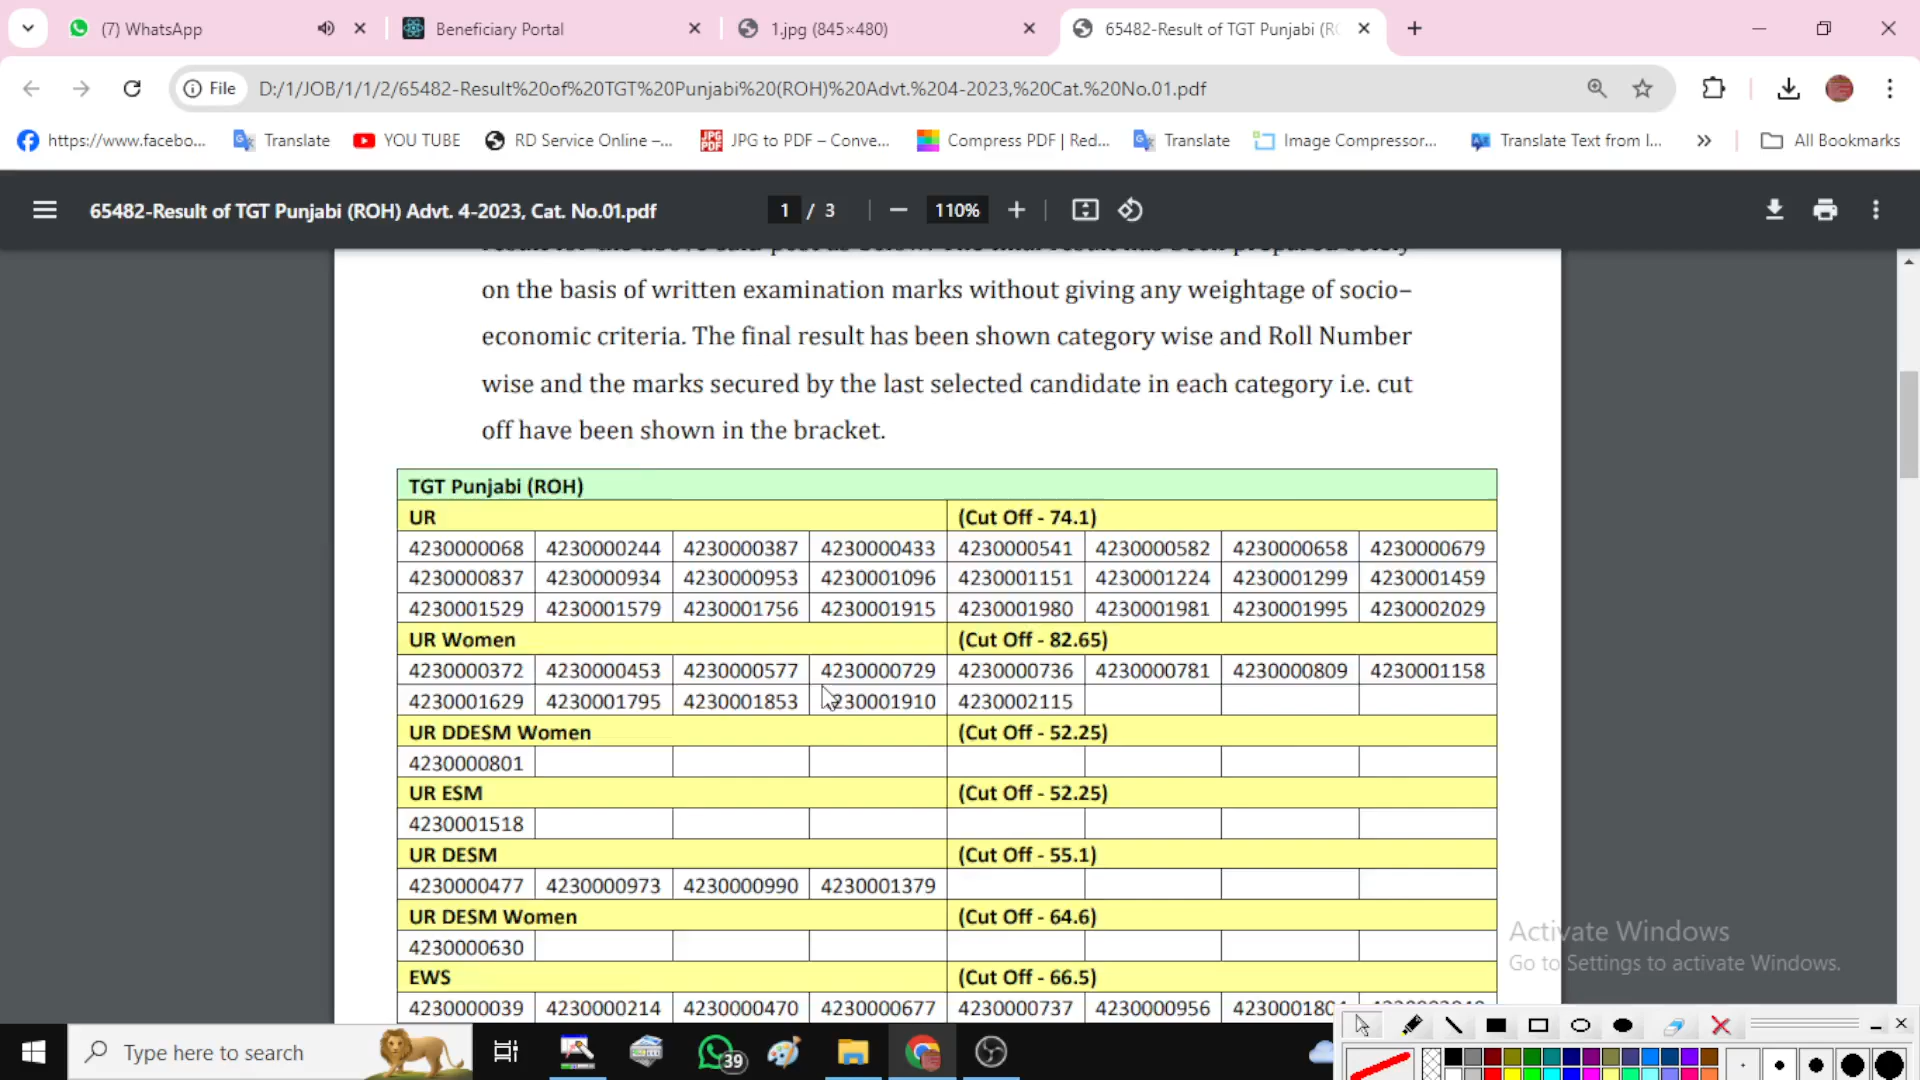 (7) WhatsApp
Beneficiary Portal
1.jpg (845×480)
65482-Result of TGT Punjabi (R
File
D:/1/JOB/1/1/2/65482-Result%20of%20TGT%20Punjabi%20(ROH)%20Advt.%204-2023,%20Cat.%20No.01.pdf
https://www.facebo...
Translate
YOU TUBE
RD Service Online –...
JPG to PDF – Conve...
Compress PDF | Red...
Translate
Image Compressor...
Translate Text from I...
All Bookmarks
65482-Result of TGT Punjabi (ROH) Advt. 4-2023, Cat. No.01.pdf
1 / 3
110%
on the basis of written examination marks without giving any weightage of socio–
economic criteria. The final result has been shown category wise and Roll Number
wise and the marks secured by the last selected candidate in each category i.e. cut
off have been shown in the bracket.
TGT Punjabi (ROH)
UR (Cut Off - 74.1)
4230000068 4230000244 4230000387 4230000433 4230000541 4230000582 4230000658 4230000679
4230000837 4230000934 4230000953 4230001096 4230001151 4230001224 4230001299 4230001459
4230001529 4230001579 4230001756 4230001915 4230001980 4230001981 4230001995 4230002029
UR Women (Cut Off - 82.65)
4230000372 4230000453 4230000577 4230000729 4230000736 4230000781 4230000809 4230001158
4230001629 4230001795 4230001853 4230001910 4230002115
UR DDESM Women (Cut Off - 52.25)
4230000801
UR ESM (Cut Off - 52.25)
4230001518
UR DESM (Cut Off - 55.1)
4230000477 4230000973 4230000990 4230001379
UR DESM Women (Cut Off - 64.6)
4230000630
EWS (Cut Off - 66.5)
4230000039 4230000214 4230000470 4230000677 4230000737 4230000956
Activate Windows
Go to Settings to activate Windows.
Type here to search
39